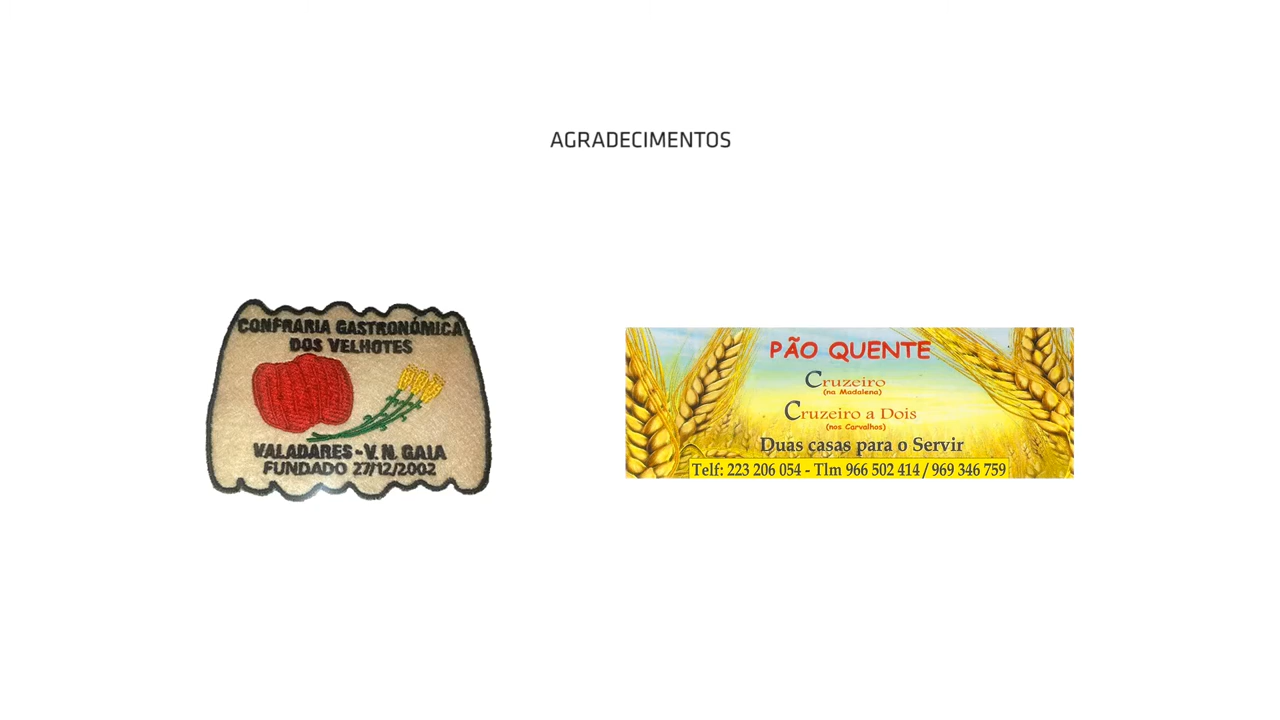 AGRADECIMENTOS
CONFRARIA GASTRONÓMICA
DOS VELHOTES
VALADARES - V. N. GAIA
FUNDADO 27/12/2002
PÃO QUENTE
Cruzeiro
(na Madalena)
Cruzeiro a Dois
(nos Carvalhos)
Duas casas para o Servir
Telf: 223 206 054 - Tlm 966 502 414 / 969 346 759